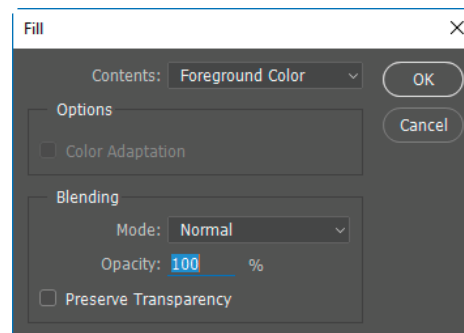 Fill
Contents: Foreground Color
OK
Options
Cancel
Color Adaptation
Blending
Mode: Normal
Opacity: 100 %
Preserve Transparency